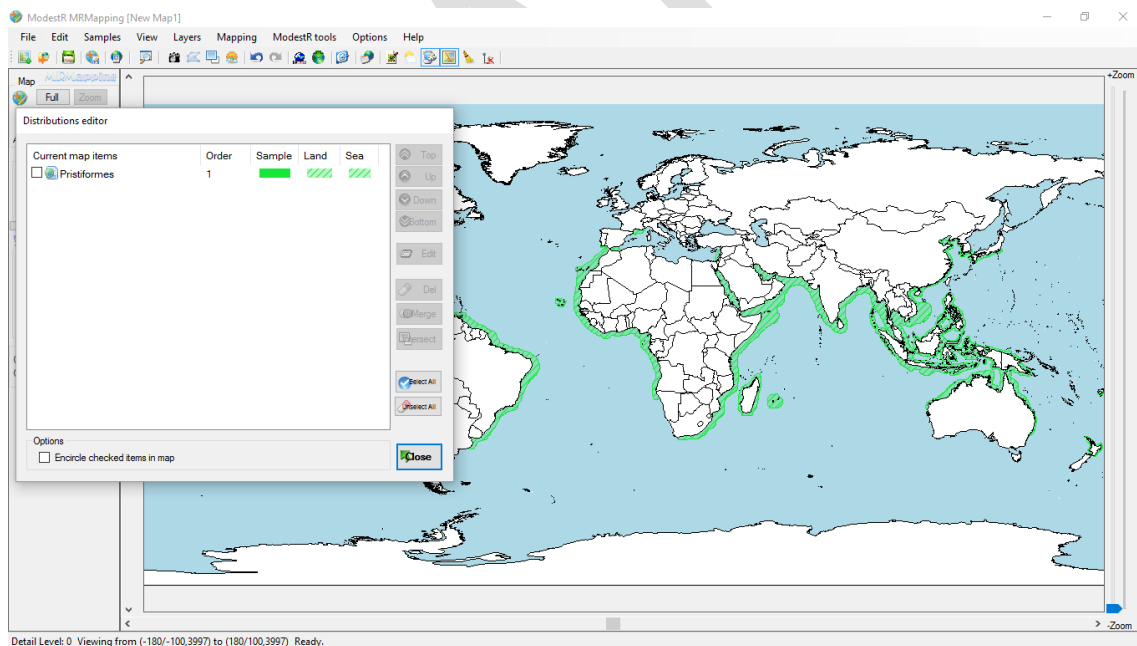 ModestR MRMapping [New Map1]
File Edit Samples View Layers Mapping ModestR tools Options Help
Map MRMapping
Full Zoom
+Zoom
Distributions editor
Current map items Order Sample Land Sea
Pristiformes 1
Top
Up
Down
Bottom
Edit
Del
Merge
Select All
Unselect All
Options
Encircle checked items in map
Close
-Zoom
Detail Level: 0 Viewing from (-180/-100,3997) to (180/100,3997) Ready.